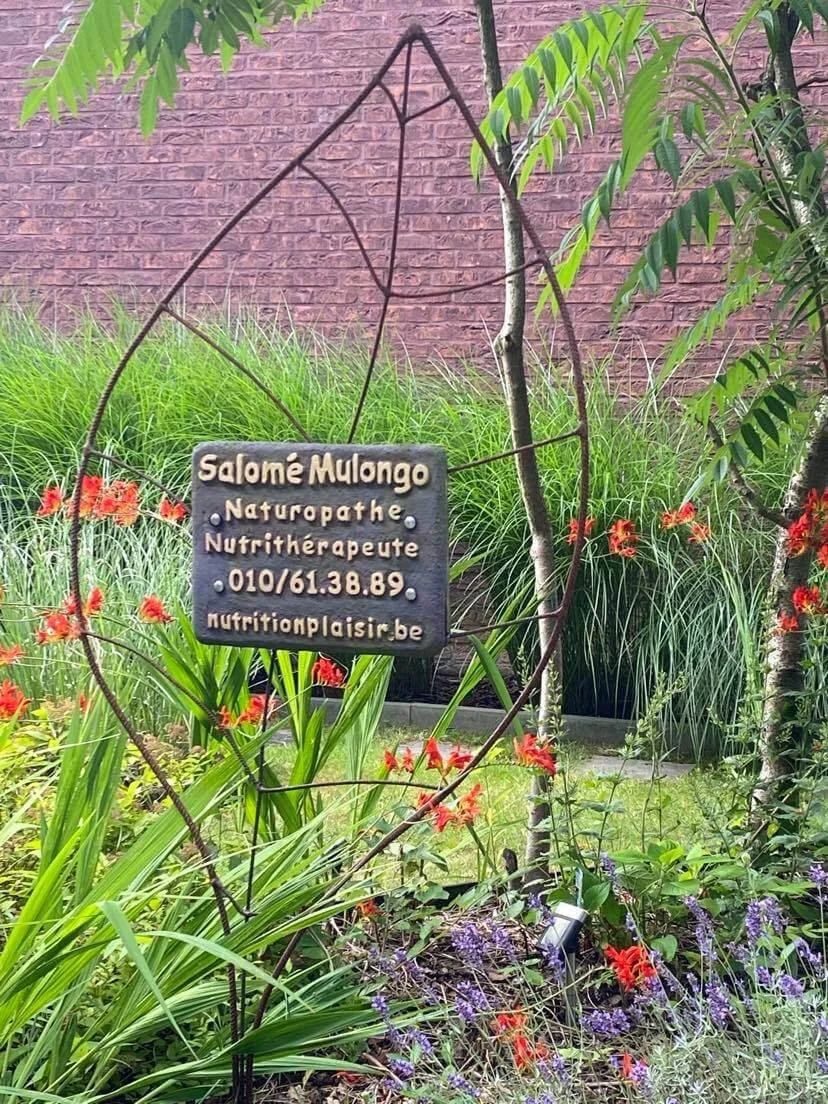 Salomé Mulongo
Naturopathe
Nutrithérapeute
010/61.38.89
nutritionplaisir.be